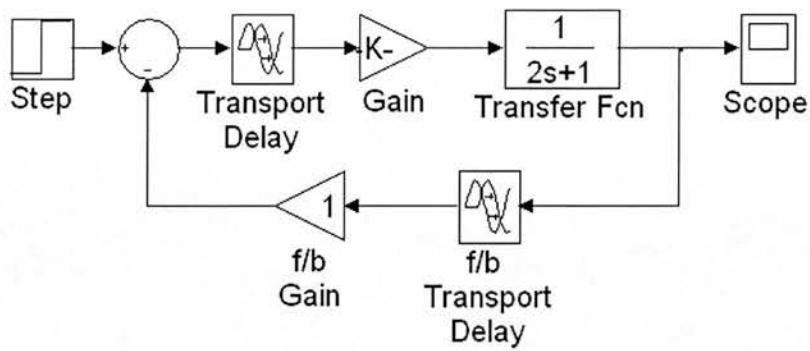 +
-
Step
Transport
Delay
-K-
Gain
1
2s+1
Transfer Fcn
Scope
1
f/b
Gain
f/b
Transport
Delay